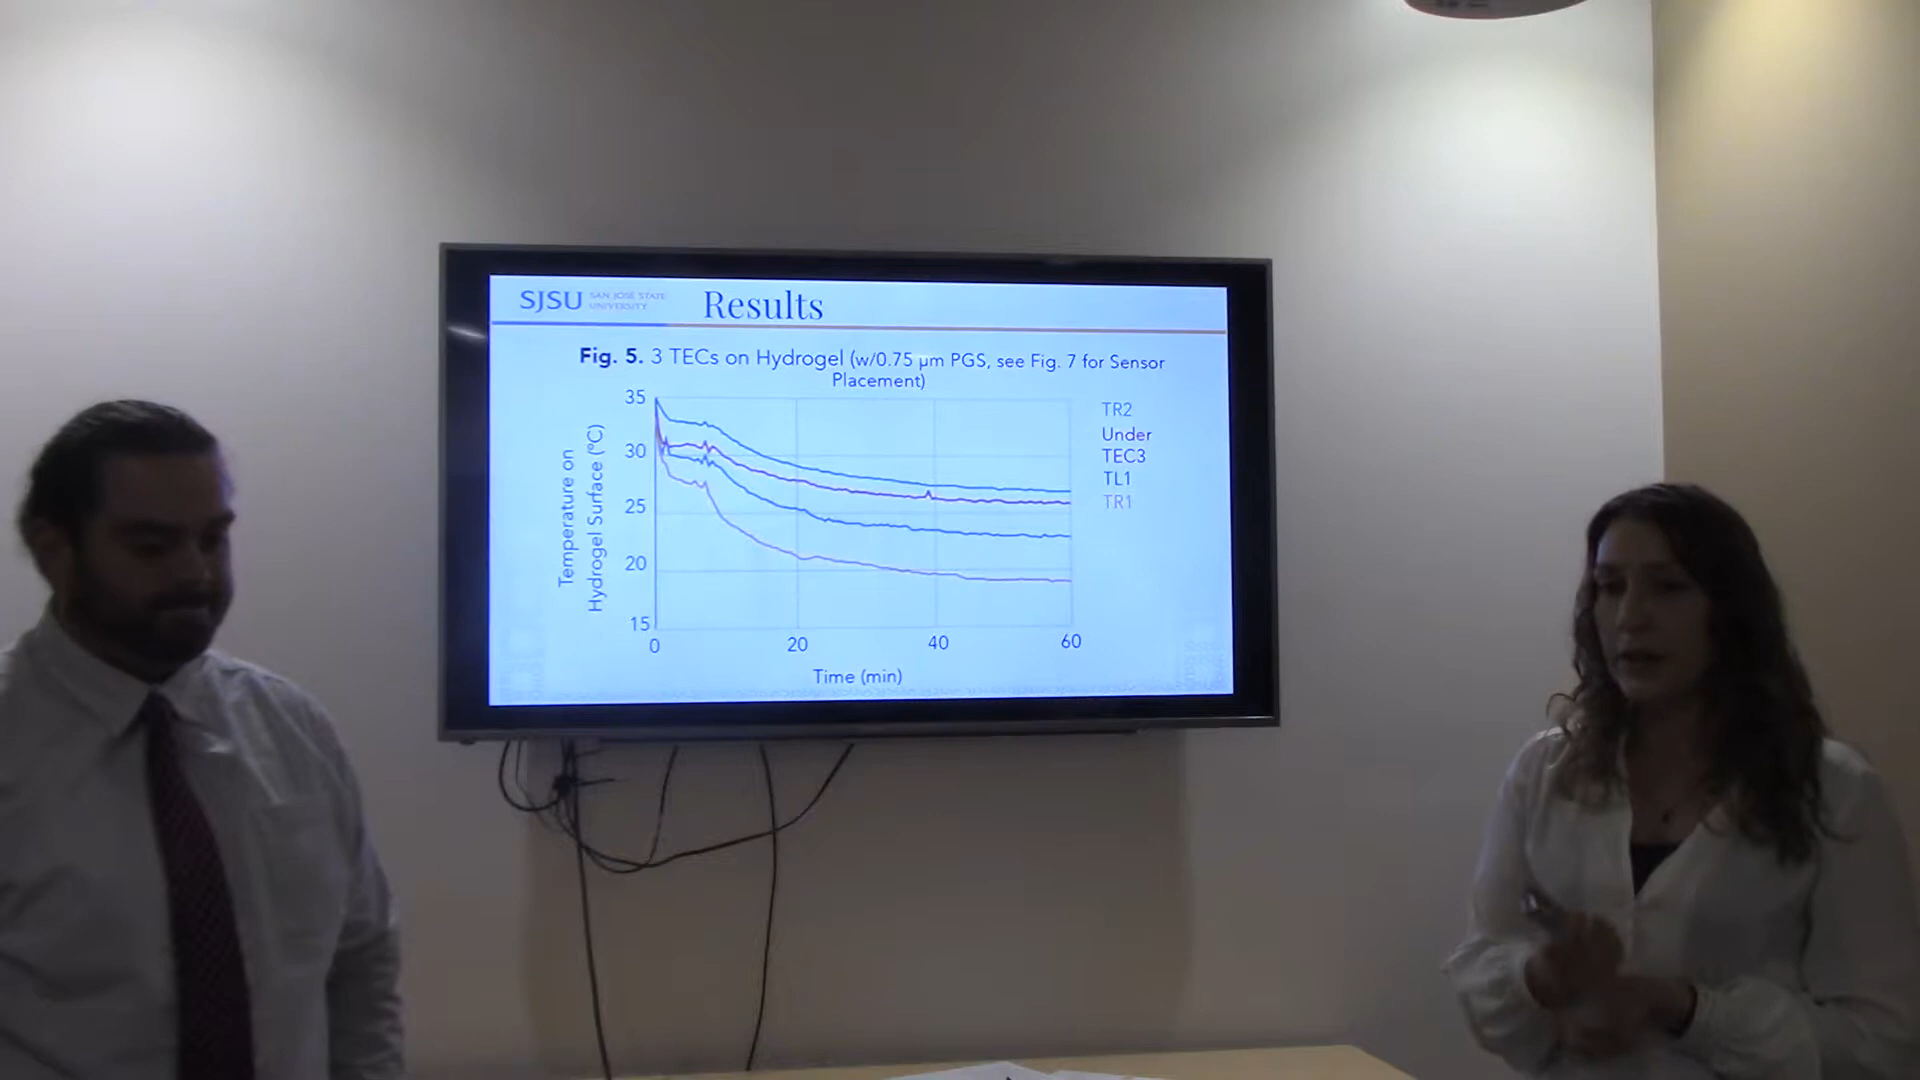 SJSU SAN JOSÉ STATE
UNIVERSITY
Results
Fig. 5. 3 TECs on Hydrogel (w/0.75 µm PGS, see Fig. 7 for Sensor
Placement)
Temperature on
Hydrogel Surface (°C)
35
30
25
20
15
0 20 40 60
Time (min)
TR2
Under
TEC3
TL1
TR1